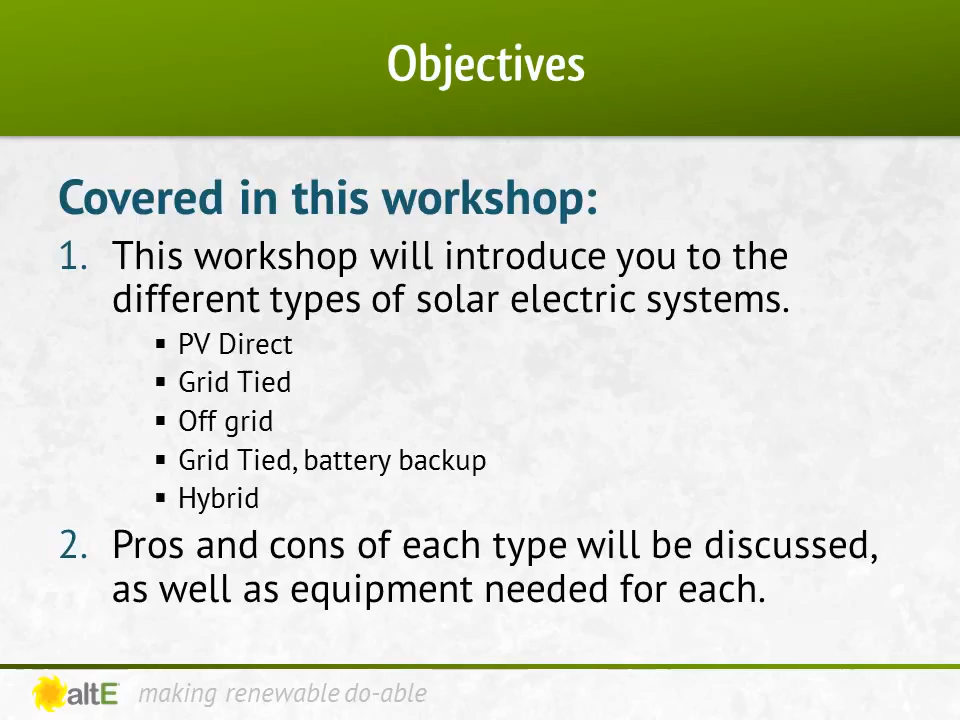 Objectives
Covered in this workshop:
1. This workshop will introduce you to the
different types of solar electric systems.
▪ PV Direct
▪ Grid Tied
▪ Off grid
▪ Grid Tied, battery backup
▪ Hybrid
2. Pros and cons of each type will be discussed,
as well as equipment needed for each.
altE making renewable do-able